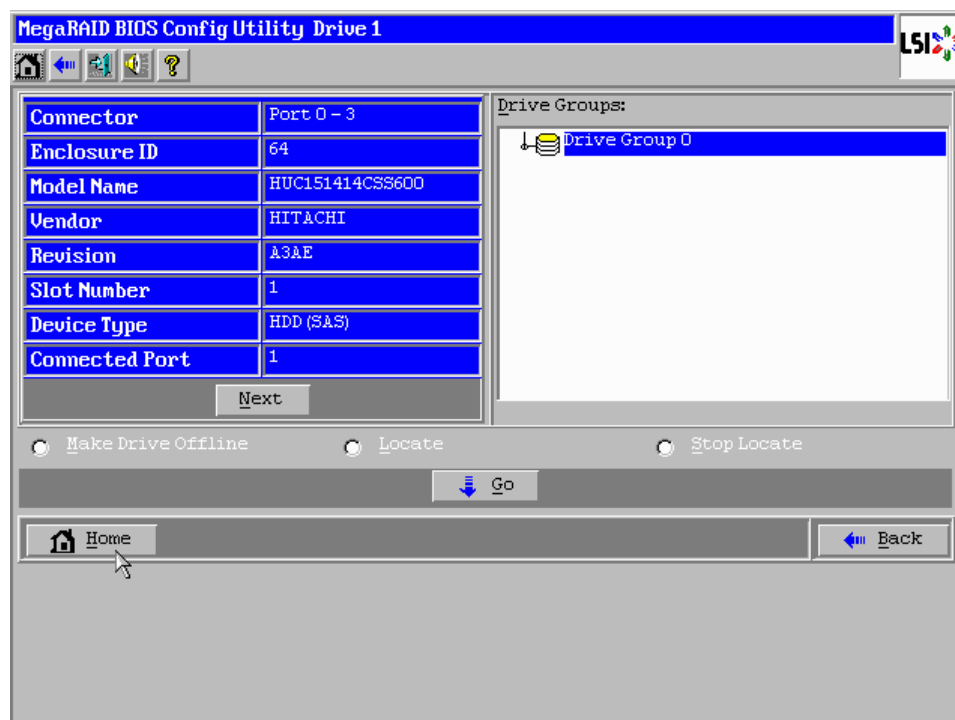 MegaRAID BIOS Config Utility Drive 1
LSI
Connector Port 0 - 3
Enclosure ID 64
Model Name HUC151414CSS600
Vendor HITACHI
Revision A3AE
Slot Number 1
Device Type HDD (SAS)
Connected Port 1
Next
Drive Groups:
Drive Group 0
Make Drive Offline Locate Stop Locate
Go
Home Back